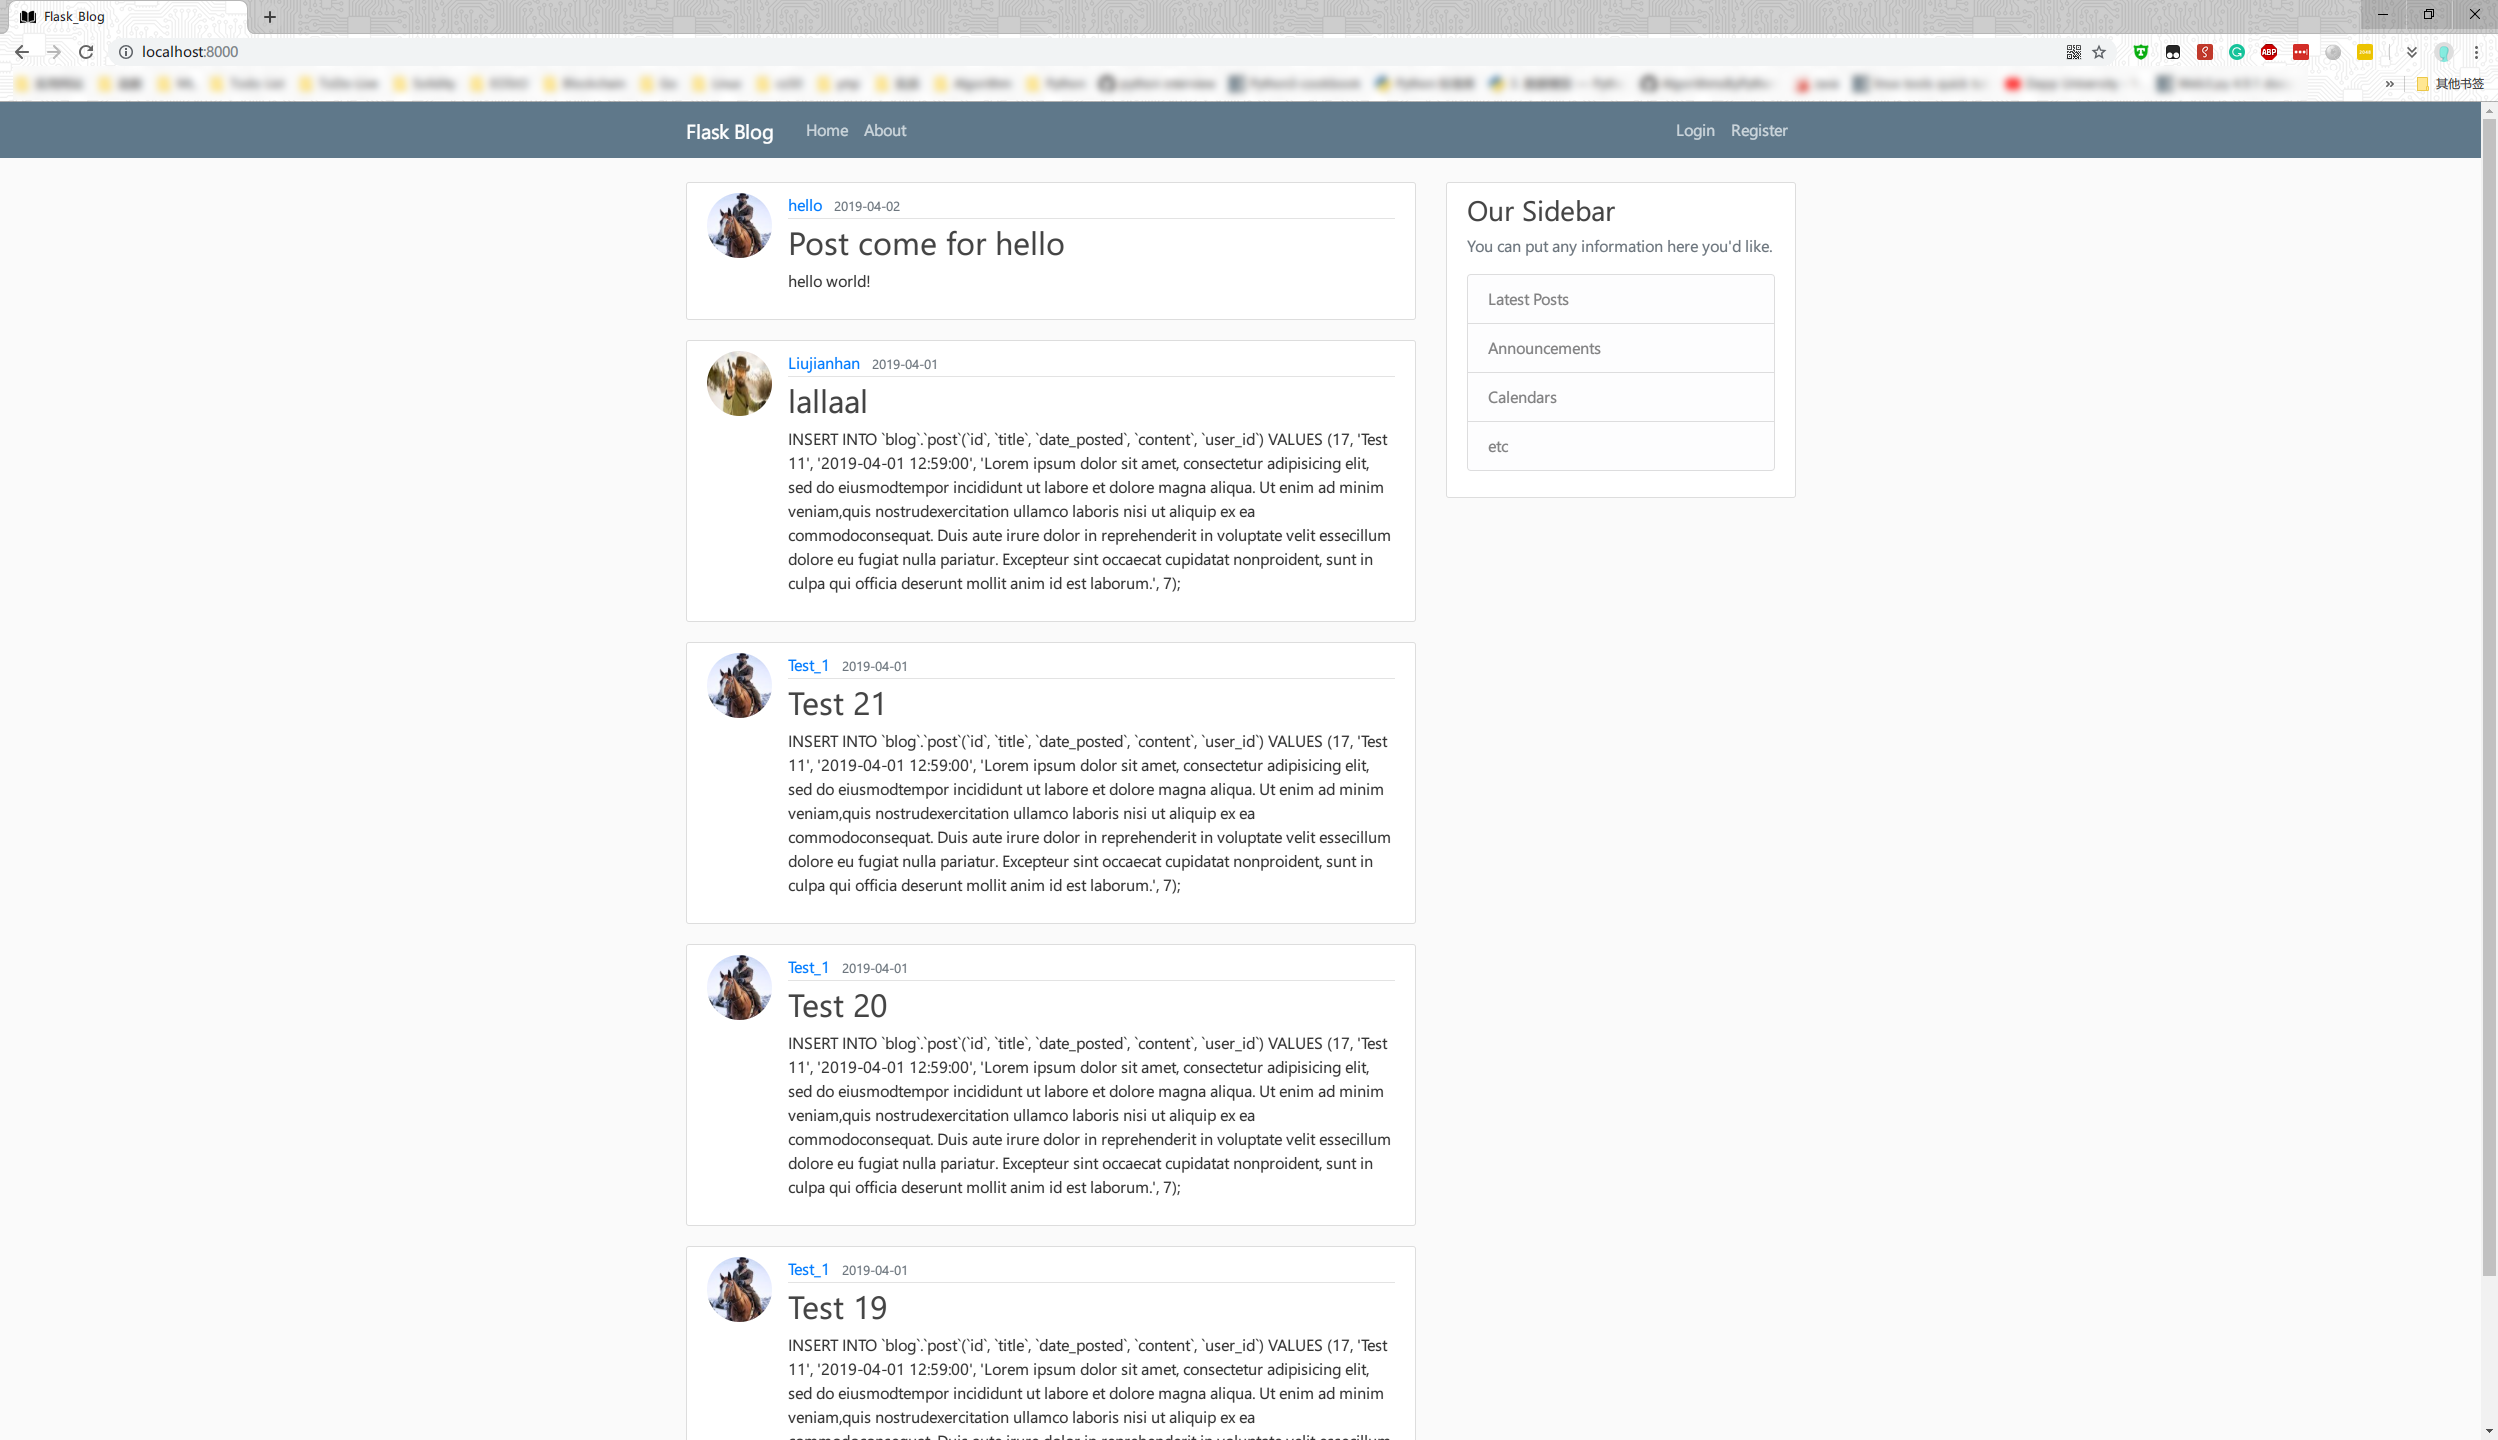 Flask_Blog
localhost:8000
其他书签
Flask Blog Home About Login Register
hello 2019-04-02
Post come for hello
hello world!
Liujianhan 2019-04-01
lallaal
INSERT INTO `blog`.`post`(`id`, `title`, `date_posted`, `content`, `user_id`) VALUES (17, 'Test
11', '2019-04-01 12:59:00', 'Lorem ipsum dolor sit amet, consectetur adipisicing elit,
sed do eiusmodtempor incididunt ut labore et dolore magna aliqua. Ut enim ad minim
veniam,quis nostrudexercitation ullamco laboris nisi ut aliquip ex ea
commodoconsequat. Duis aute irure dolor in reprehenderit in voluptate velit essecillum
dolore eu fugiat nulla pariatur. Excepteur sint occaecat cupidatat nonproident, sunt in
culpa qui officia deserunt mollit anim id est laborum.', 7);
Test_1 2019-04-01
Test 21
INSERT INTO `blog`.`post`(`id`, `title`, `date_posted`, `content`, `user_id`) VALUES (17, 'Test
11', '2019-04-01 12:59:00', 'Lorem ipsum dolor sit amet, consectetur adipisicing elit,
sed do eiusmodtempor incididunt ut labore et dolore magna aliqua. Ut enim ad minim
veniam,quis nostrudexercitation ullamco laboris nisi ut aliquip ex ea
commodoconsequat. Duis aute irure dolor in reprehenderit in voluptate velit essecillum
dolore eu fugiat nulla pariatur. Excepteur sint occaecat cupidatat nonproident, sunt in
culpa qui officia deserunt mollit anim id est laborum.', 7);
Test_1 2019-04-01
Test 20
INSERT INTO `blog`.`post`(`id`, `title`, `date_posted`, `content`, `user_id`) VALUES (17, 'Test
11', '2019-04-01 12:59:00', 'Lorem ipsum dolor sit amet, consectetur adipisicing elit,
sed do eiusmodtempor incididunt ut labore et dolore magna aliqua. Ut enim ad minim
veniam,quis nostrudexercitation ullamco laboris nisi ut aliquip ex ea
commodoconsequat. Duis aute irure dolor in reprehenderit in voluptate velit essecillum
dolore eu fugiat nulla pariatur. Excepteur sint occaecat cupidatat nonproident, sunt in
culpa qui officia deserunt mollit anim id est laborum.', 7);
Test_1 2019-04-01
Test 19
INSERT INTO `blog`.`post`(`id`, `title`, `date_posted`, `content`, `user_id`) VALUES (17, 'Test
11', '2019-04-01 12:59:00', 'Lorem ipsum dolor sit amet, consectetur adipisicing elit,
sed do eiusmodtempor incididunt ut labore et dolore magna aliqua. Ut enim ad minim
veniam,quis nostrudexercitation ullamco laboris nisi ut aliquip ex ea
commodoconsequat. Duis aute irure dolor in reprehenderit in voluptate velit essecillum
Our Sidebar
You can put any information here you'd like.
Latest Posts
Announcements
Calendars
etc